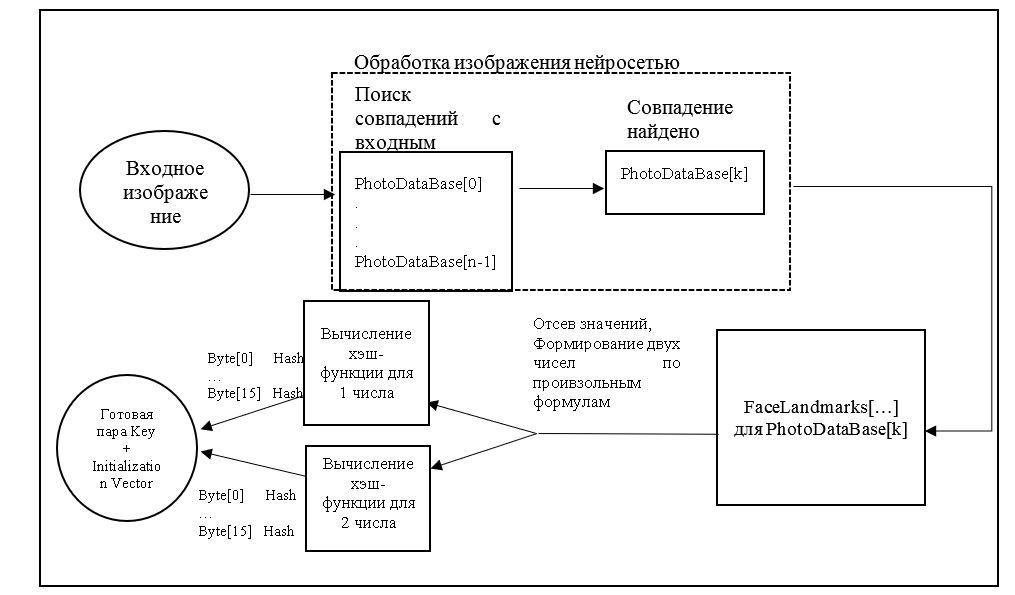 Обработка изображения нейросетью
Поиск
совпадений с
входным
Совпадение
найдено
Входное
изображе
ние
PhotoDataBase[0]
.
.
.
PhotoDataBase[n-1]
PhotoDataBase[k]
FaceLandmarks[…]
для PhotoDataBase[k]
Отсев значений,
Формирование двух
чисел по
произвольным
формулам
Вычисление
хэш-
функции для
1 числа
Вычисление
хэш-
функции для
2 числа
Byte[0] Hash
…
Byte[15] Hash
Byte[0] Hash
…
Byte[15] Hash
Готовая
пара Key
+
Initializatio
n Vector